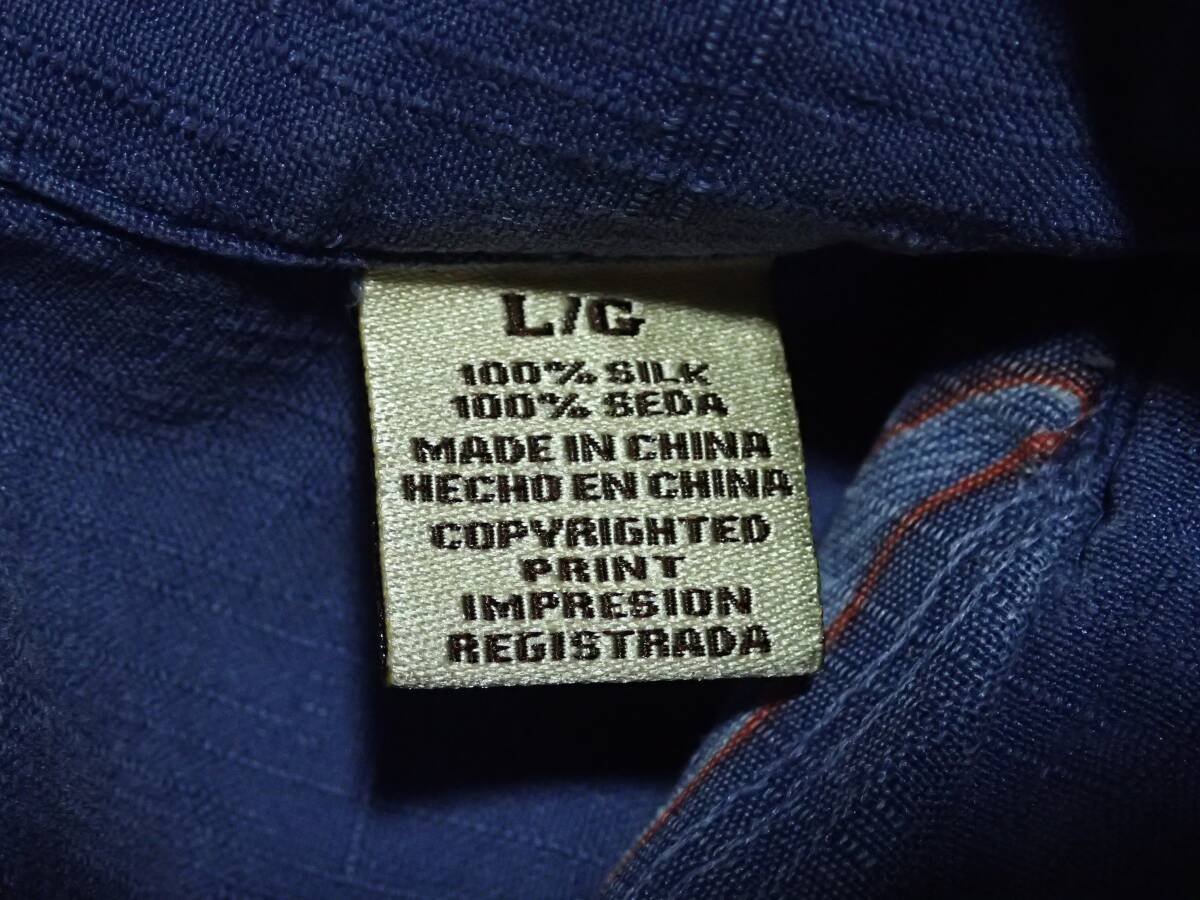 L/G
100% SILK
100% SEDA
MADE IN CHINA
HECHO EN CHINA
COPYRIGHTED
PRINT
IMPRESION
REGISTRADA